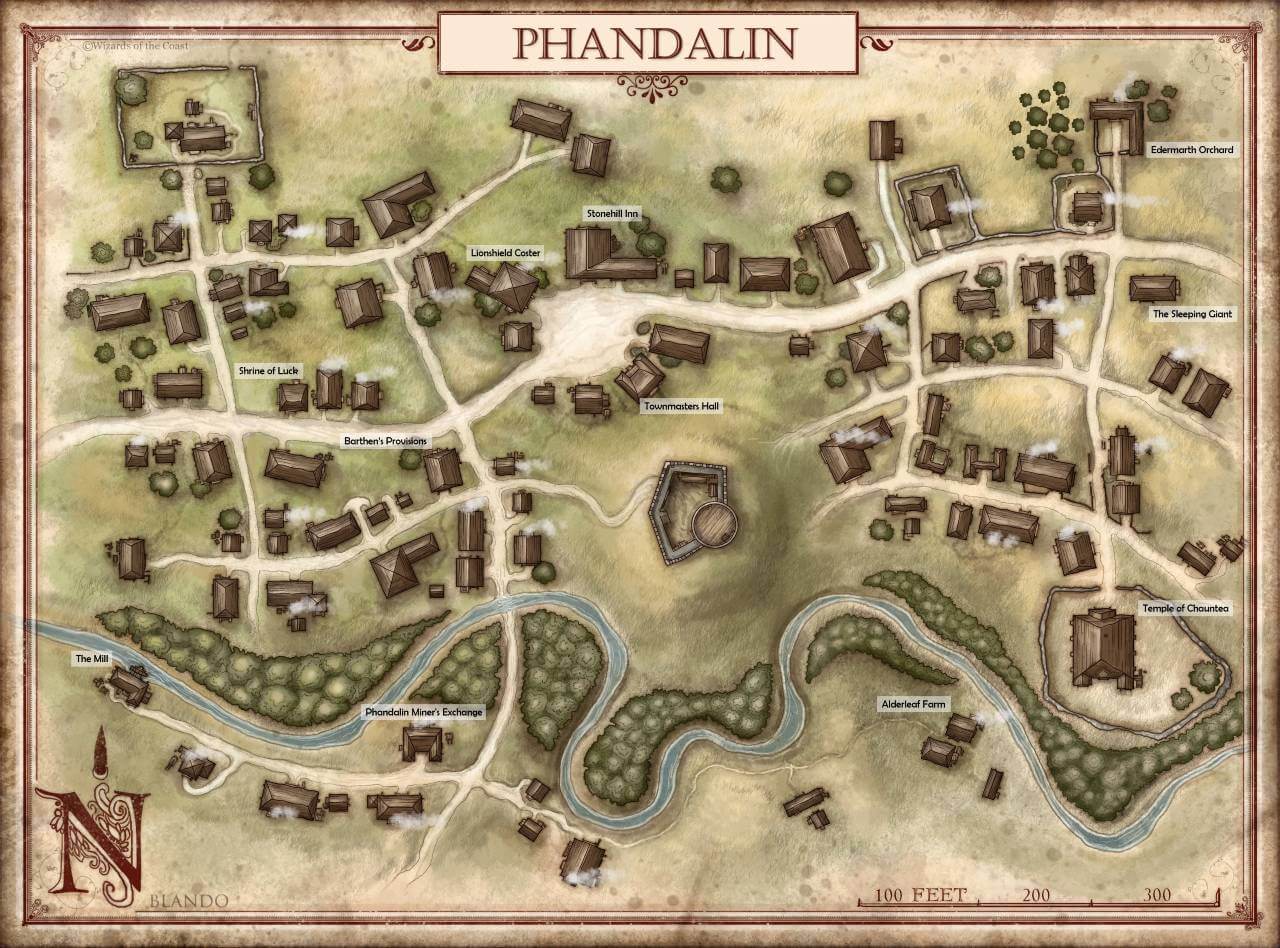 PHANDALIN
©Wizards of the Coast
Edermarth Orchard
Stonehill Inn
Lionshield Coster
The Sleeping Giant
Shrine of Luck
Townmasters Hall
Barthen's Provisions
Temple of Chauntea
The Mill
Alderleaf Farm
Phandalin Miner's Exchange
N
BLANDO
100 FEET 200 300